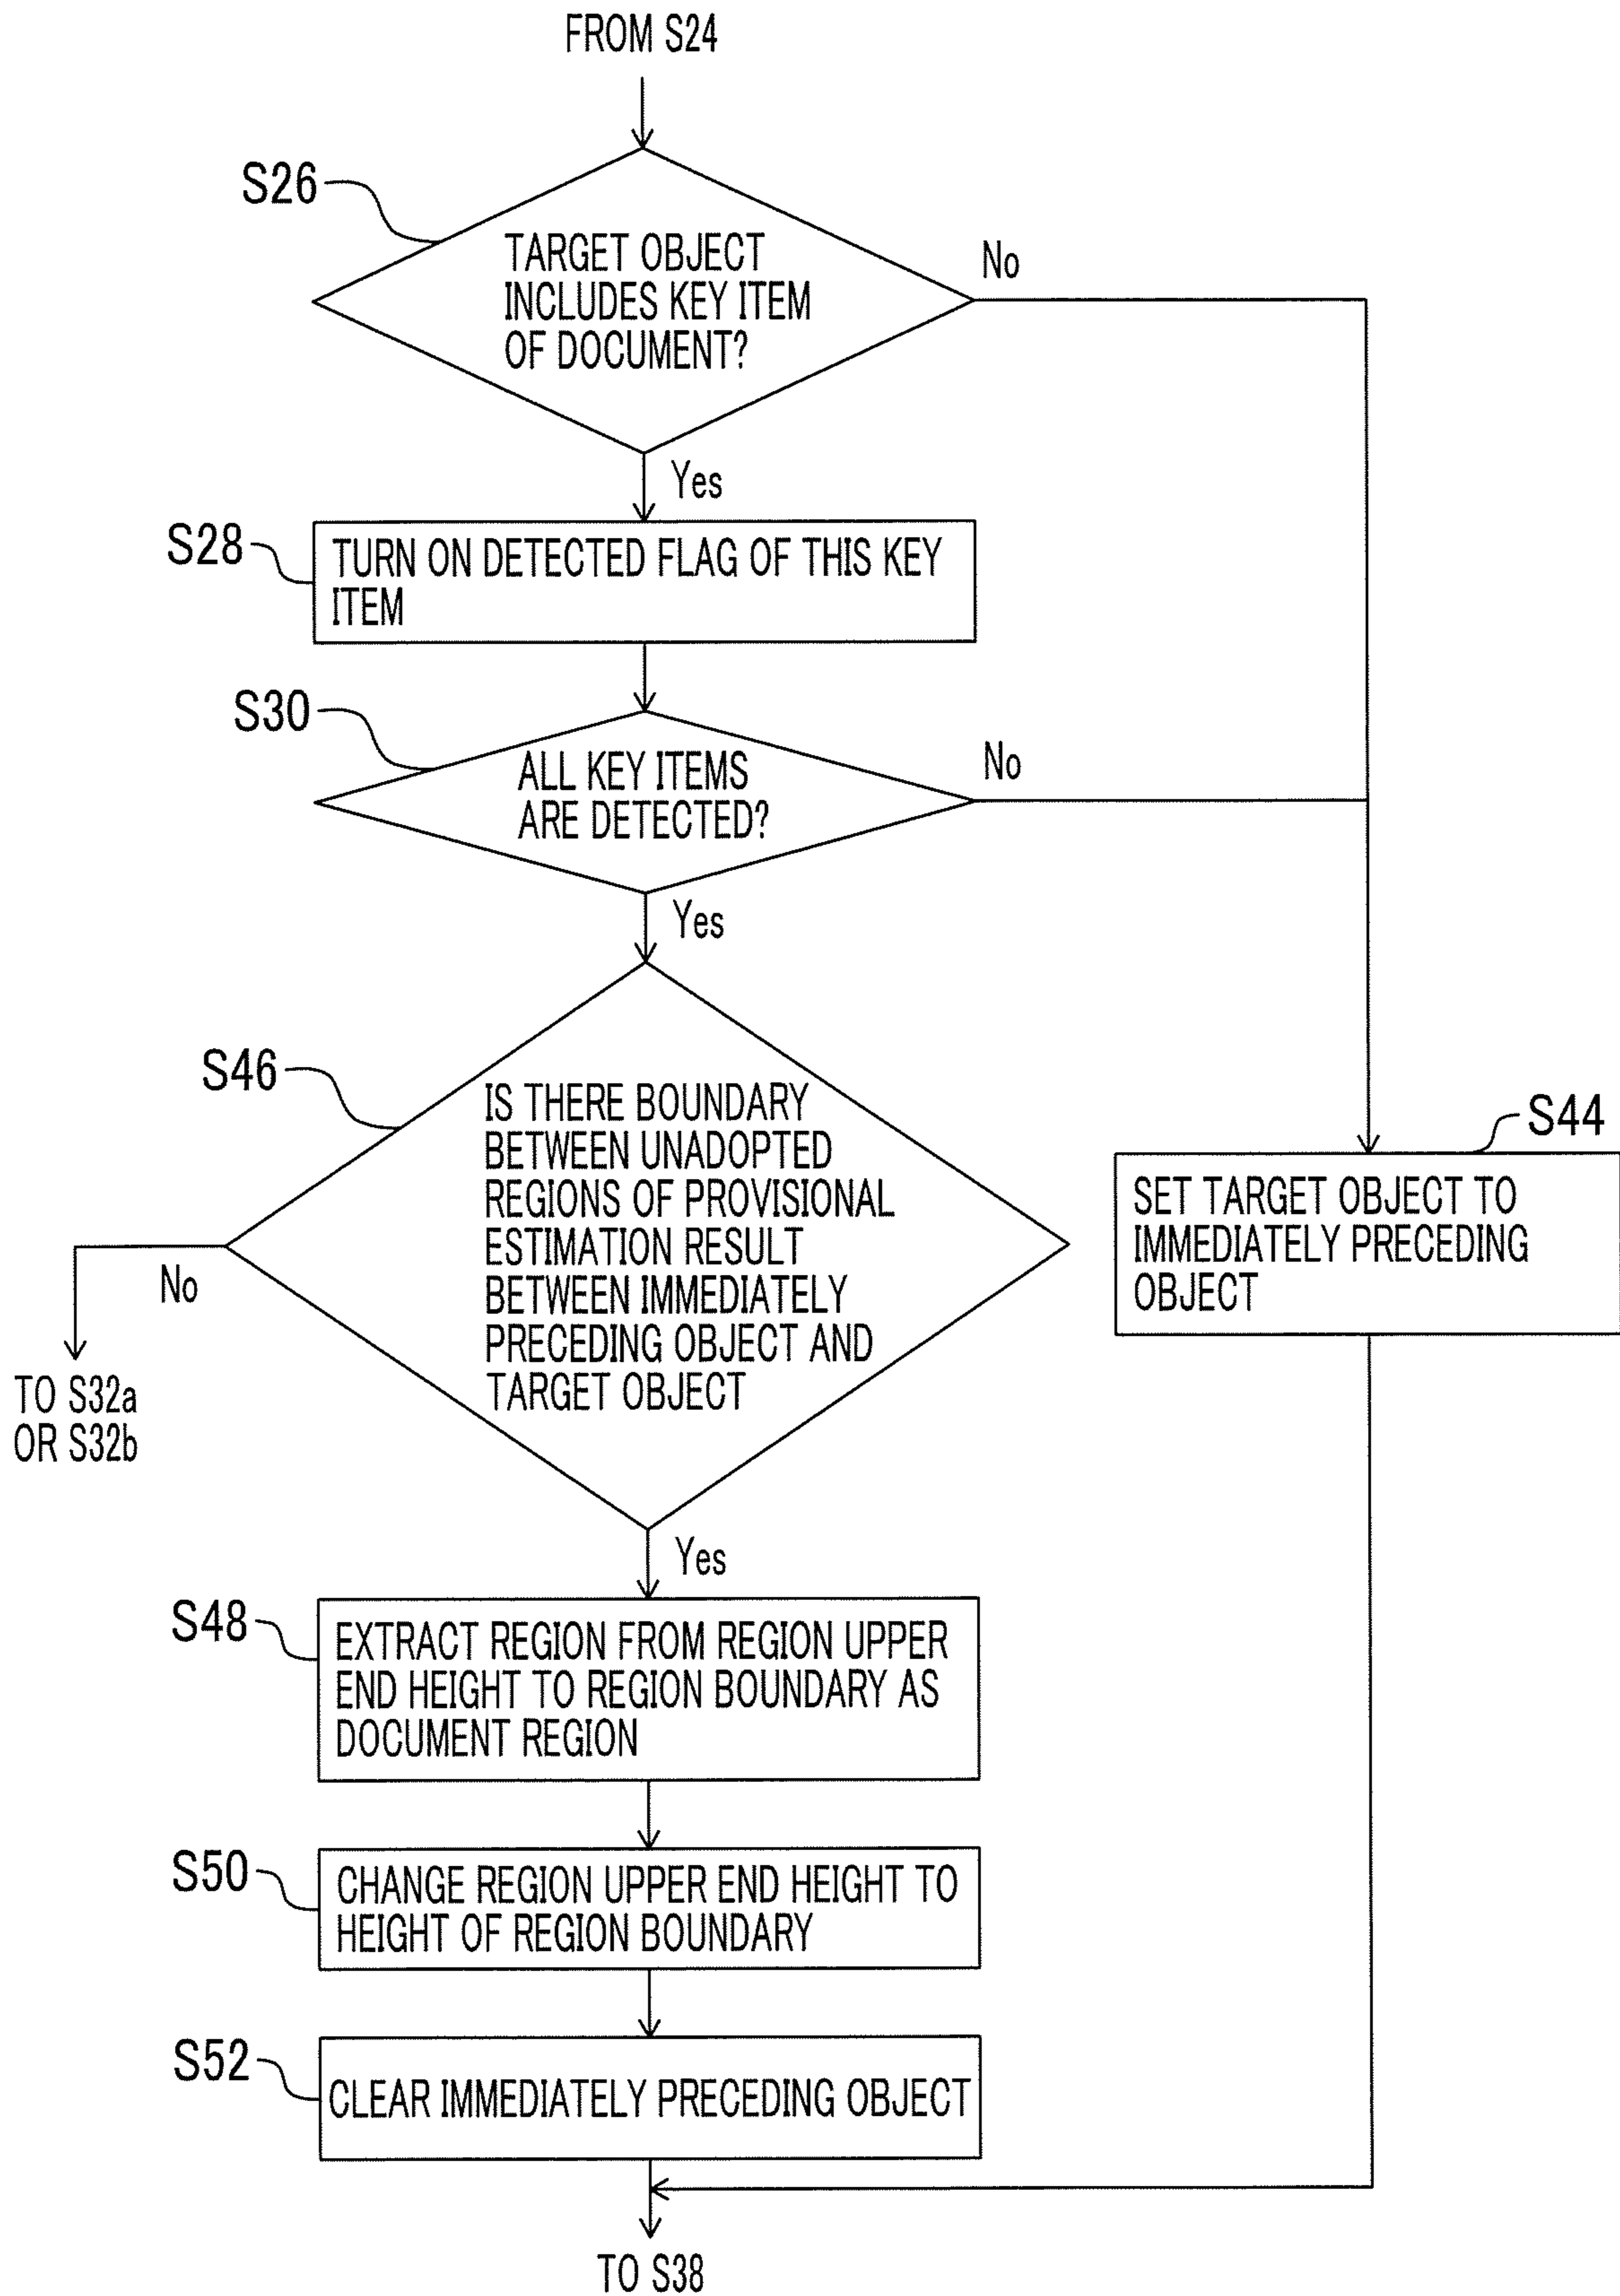 FROM S24
S26
TARGET OBJECT
INCLUDES KEY ITEM
OF DOCUMENT?
No
Yes
S28
TURN ON DETECTED FLAG OF THIS KEY
ITEM
S30
ALL KEY ITEMS
ARE DETECTED?
No
Yes
S46
IS THERE BOUNDARY
BETWEEN UNADOPTED
REGIONS OF PROVISIONAL
ESTIMATION RESULT
BETWEEN IMMEDIATELY
PRECEDING OBJECT AND
TARGET OBJECT
No
TO S32a
OR S32b
S44
SET TARGET OBJECT TO
IMMEDIATELY PRECEDING
OBJECT
Yes
S48
EXTRACT REGION FROM REGION UPPER
END HEIGHT TO REGION BOUNDARY AS
DOCUMENT REGION
S50
CHANGE REGION UPPER END HEIGHT TO
HEIGHT OF REGION BOUNDARY
S52
CLEAR IMMEDIATELY PRECEDING OBJECT
TO S38